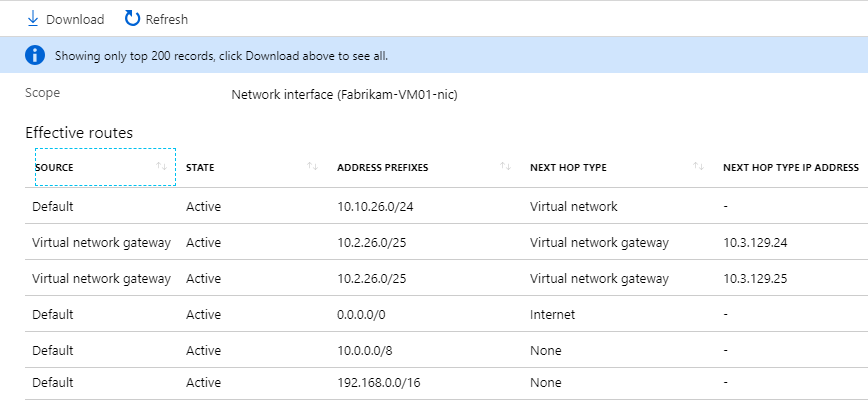 Download Refresh
Showing only top 200 records, click Download above to see all.
Scope Network interface (Fabrikam-VM01-nic)
Effective routes
SOURCE STATE ADDRESS PREFIXES NEXT HOP TYPE NEXT HOP TYPE IP ADDRESS
Default Active 10.10.26.0/24 Virtual network -
Virtual network gateway Active 10.2.26.0/25 Virtual network gateway 10.3.129.24
Virtual network gateway Active 10.2.26.0/25 Virtual network gateway 10.3.129.25
Default Active 0.0.0.0/0 Internet -
Default Active 10.0.0.0/8 None -
Default Active 192.168.0.0/16 None -